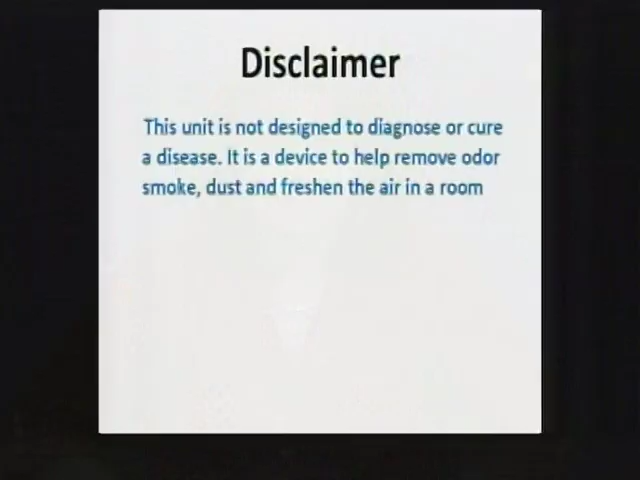 Disclaimer
This unit is not designed to diagnose or cure
a disease. It is a device to help remove odor
smoke, dust and freshen the air in a room